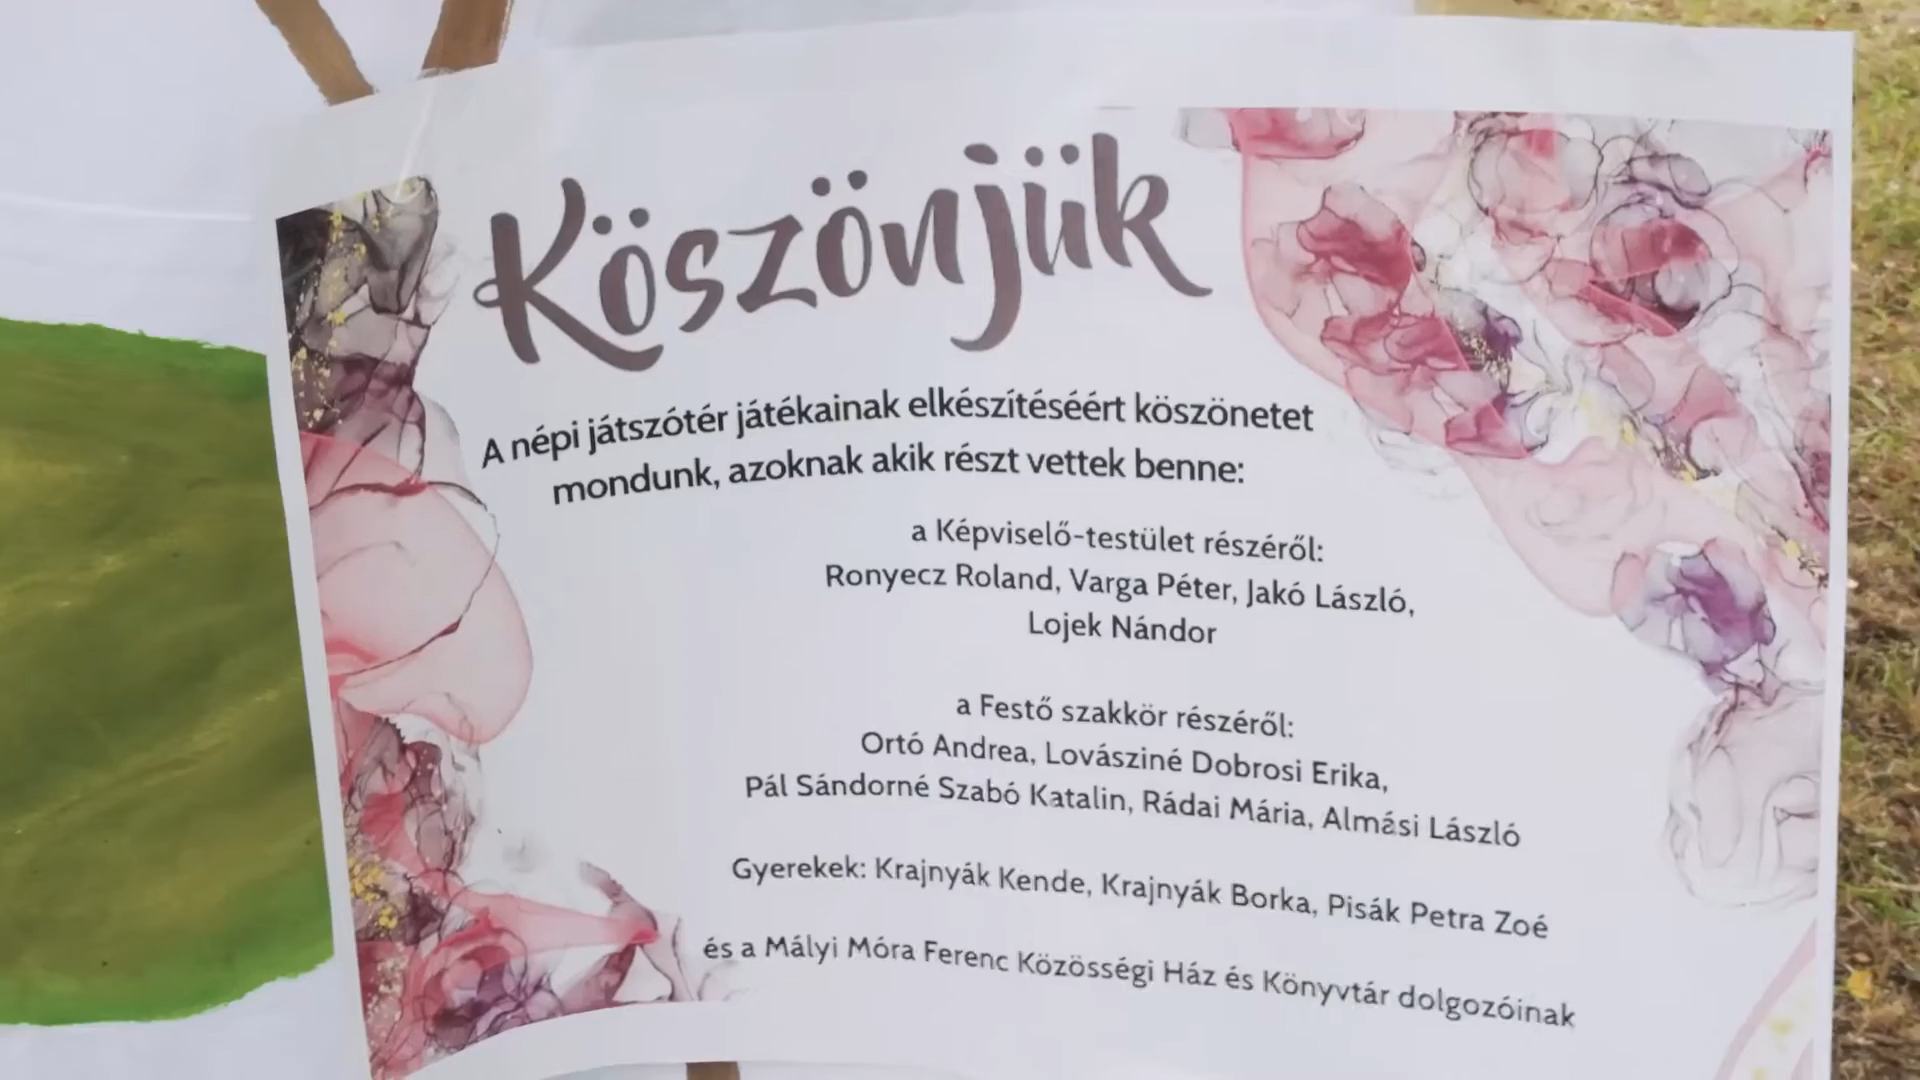 Köszönjük
A népi játszótér játékainak elkészítéséért köszönetet
mondunk, azoknak akik részt vettek benne:
a Képviselő-testület részéről:
Ronyecz Roland, Varga Péter, Jakó László,
Lojek Nándor
a Festő szakkör részéről:
Ortó Andrea, Lovásziné Dobrosi Erika,
Pál Sándorné Szabó Katalin, Rádai Mária, Almási László
Gyerekek: Krajnyák Kende, Krajnyák Borka, Pisák Petra Zoé
és a Mályi Móra Ferenc Közösségi Ház és Könyvtár dolgozóinak